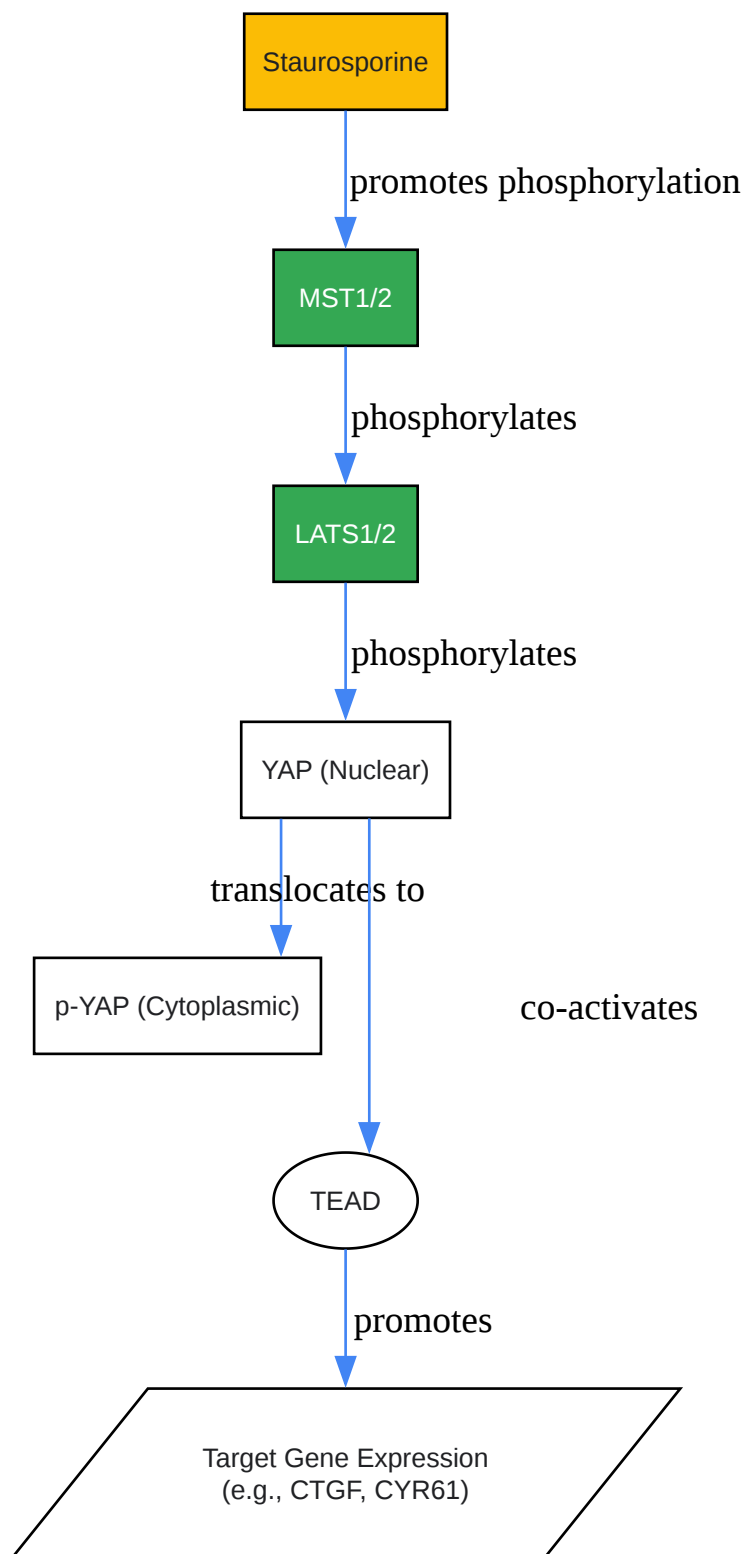 Staurosporine
promotes phosphorylation
MST1/2
phosphorylates
LATS1/2
phosphorylates
YAP (Nuclear)
translocates to
p-YAP (Cytoplasmic)
co-activates
TEAD
promotes
Target Gene Expression
(e.g., CTGF, CYR61)